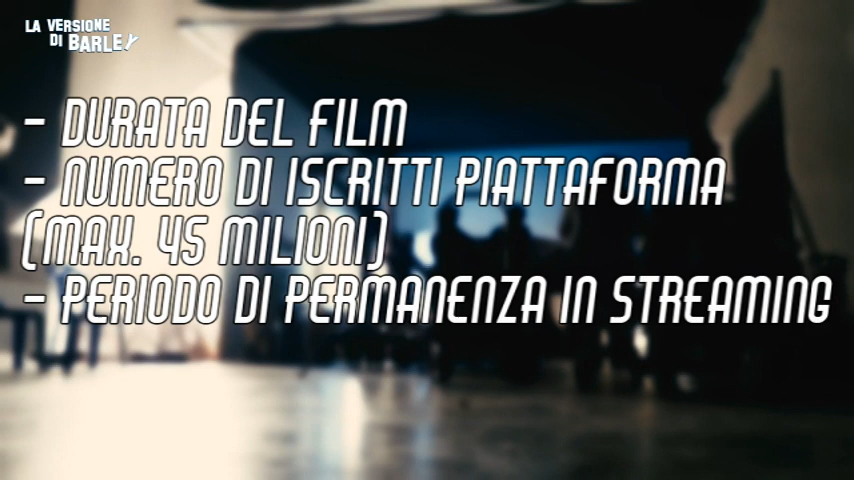 LA VERSIONE
DI BARLEY
- DURATA DEL FILM
- NUMERO DI ISCRITTI PIATTAFORMA
(MAX. 45 MILIONI)
- PERIODO DI PERMANENZA IN STREAMING